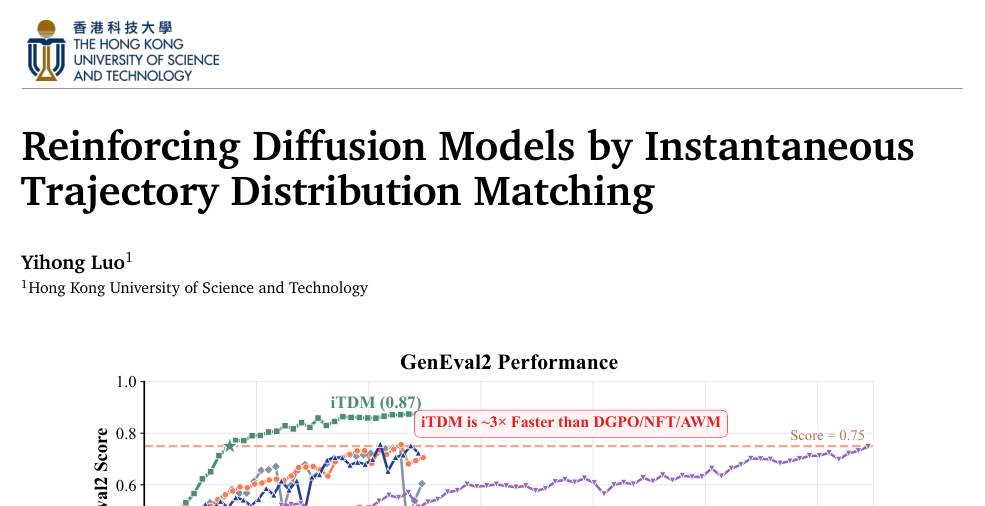 香港科技大學
THE HONG KONG
UNIVERSITY OF SCIENCE
AND TECHNOLOGY
Reinforcing Diffusion Models by Instantaneous
Trajectory Distribution Matching
Yihong Luo¹
¹Hong Kong University of Science and Technology
GenEval2 Performance
1.0
iTDM (0.87)
iTDM is ~3× Faster than DGPO/NFT/AWM
0.8
Score = 0.75
0.6
val2 Score